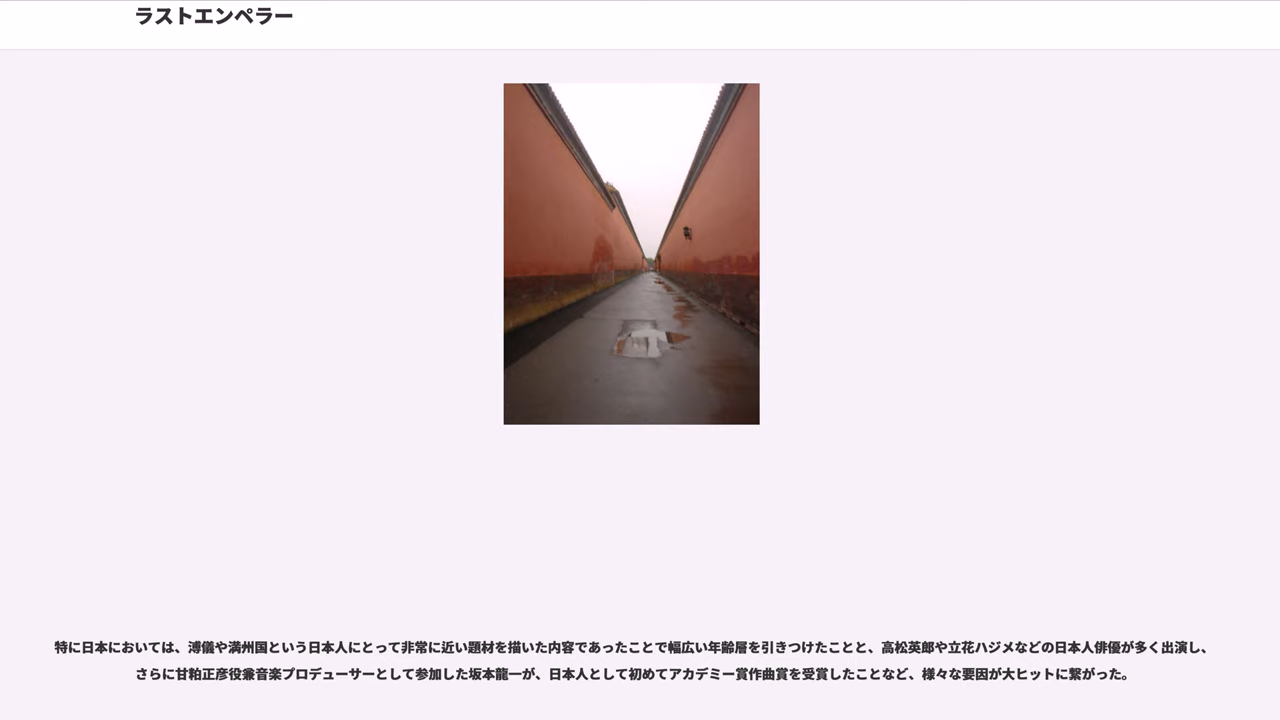 ラストエンペラー
特に日本においては、溥儀や満州国という日本人にとって非常に近い題材を描いた内容であったことで幅広い年齢層を引きつけたことと、高松英郎や立花ハジメなどの日本人俳優が多く出演し、
さらに甘粕正彦役兼音楽プロデューサーとして参加した坂本龍一が、日本人として初めてアカデミー賞作曲賞を受賞したことなど、様々な要因が大ヒットに繋がった。